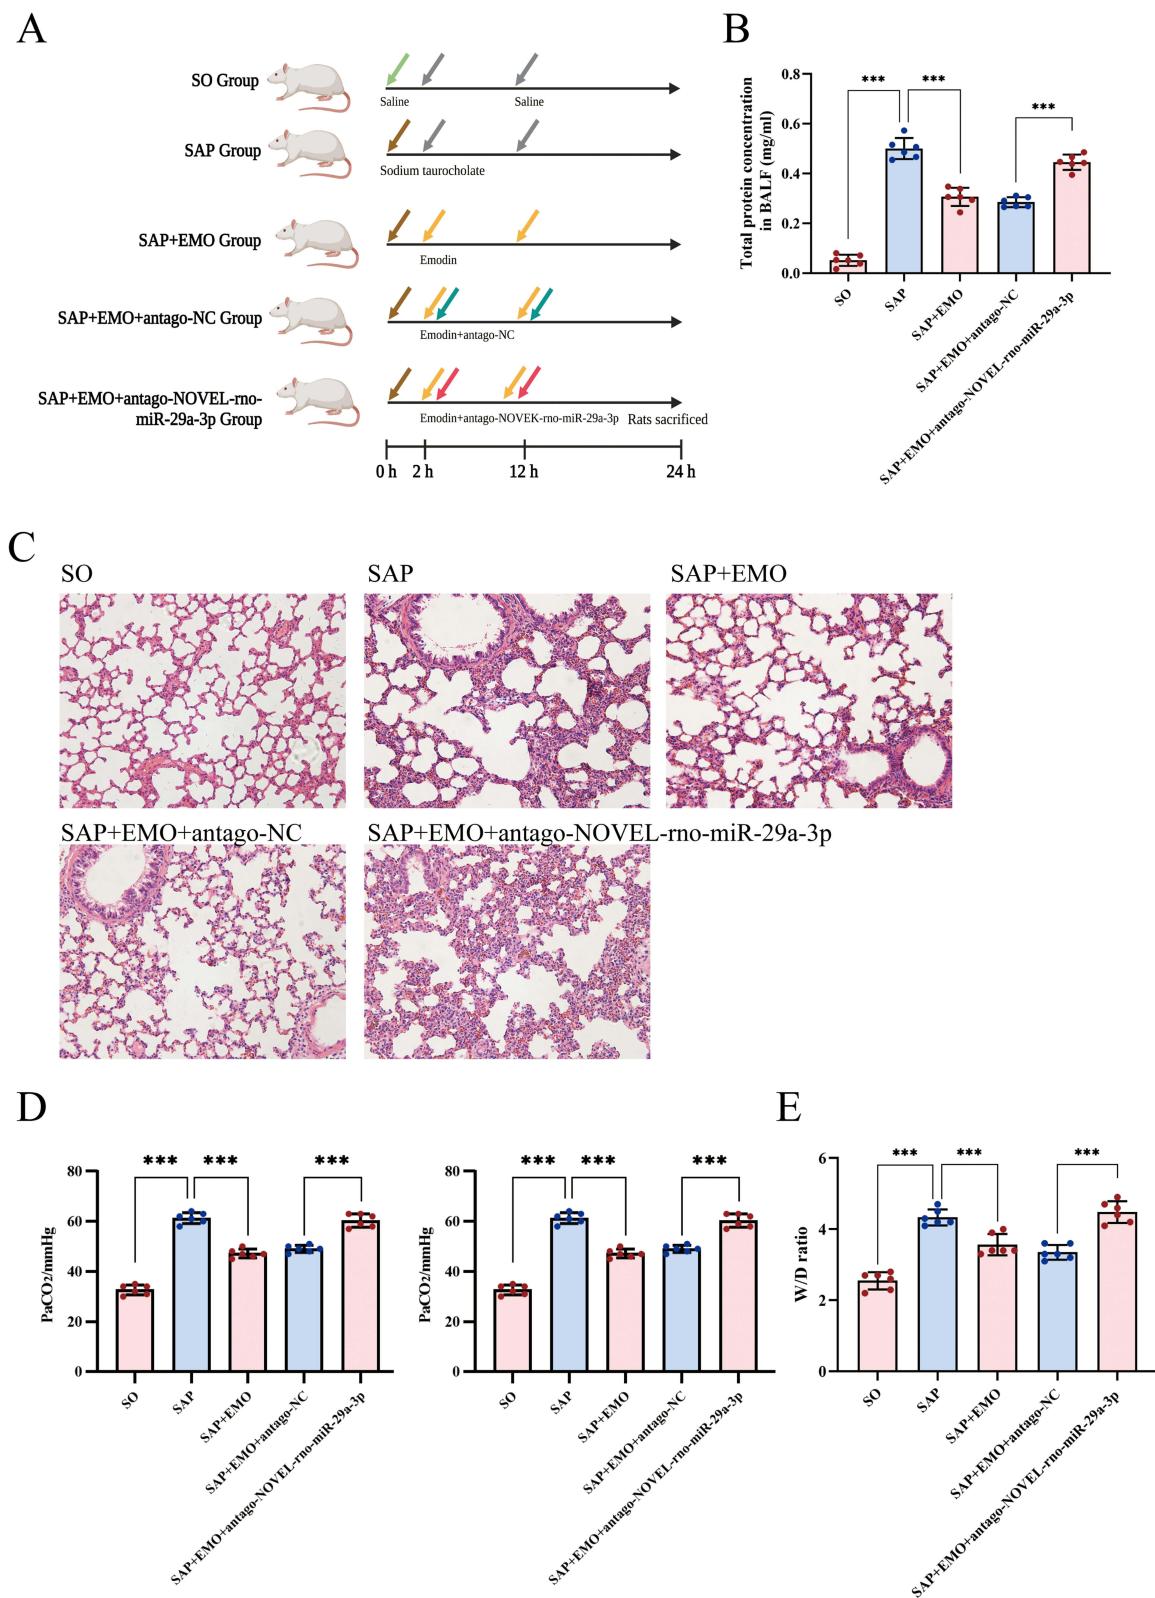 A
SO Group
Saline
Saline
SAP Group
Sodium taurocholate
SAP+EMO Group
Emodin
SAP+EMO+antago-NC Group
Emodin+antago-NC
SAP+EMO+antago-NOVEL-rno-
miR-29a-3p Group
Emodin+antago-NOVEK-rno-miR-29a-3p
Rats sacrificed
0 h
2 h
12 h
24 h
B
Total protein concentration
in BALF (mg/ml)
0.8
0.6
0.4
0.2
0.0
***
***
***
SO
SAP
SAP+EMO
SAP+EMO+antago-NC
SAP+EMO+antago-NOVEL-rno-miR-29a-3p
C
SO
SAP
SAP+EMO
SAP+EMO+antago-NC
SAP+EMO+antago-NOVEL-rno-miR-29a-3p
D
PaCO2/mmHg
80
60
40
20
0
***
***
***
SO
SAP
SAP+EMO
SAP+EMO+antago-NC
SAP+EMO+antago-NOVEL-rno-miR-29a-3p
PaCO2/mmHg
80
60
40
20
0
***
***
***
SO
SAP
SAP+EMO
SAP+EMO+antago-NC
SAP+EMO+antago-NOVEL-rno-miR-29a-3p
E
W/D ratio
6
4
2
0
***
***
***
SO
SAP
SAP+EMO
SAP+EMO+antago-NC
SAP+EMO+antago-NOVEL-rno-miR-29a-3p